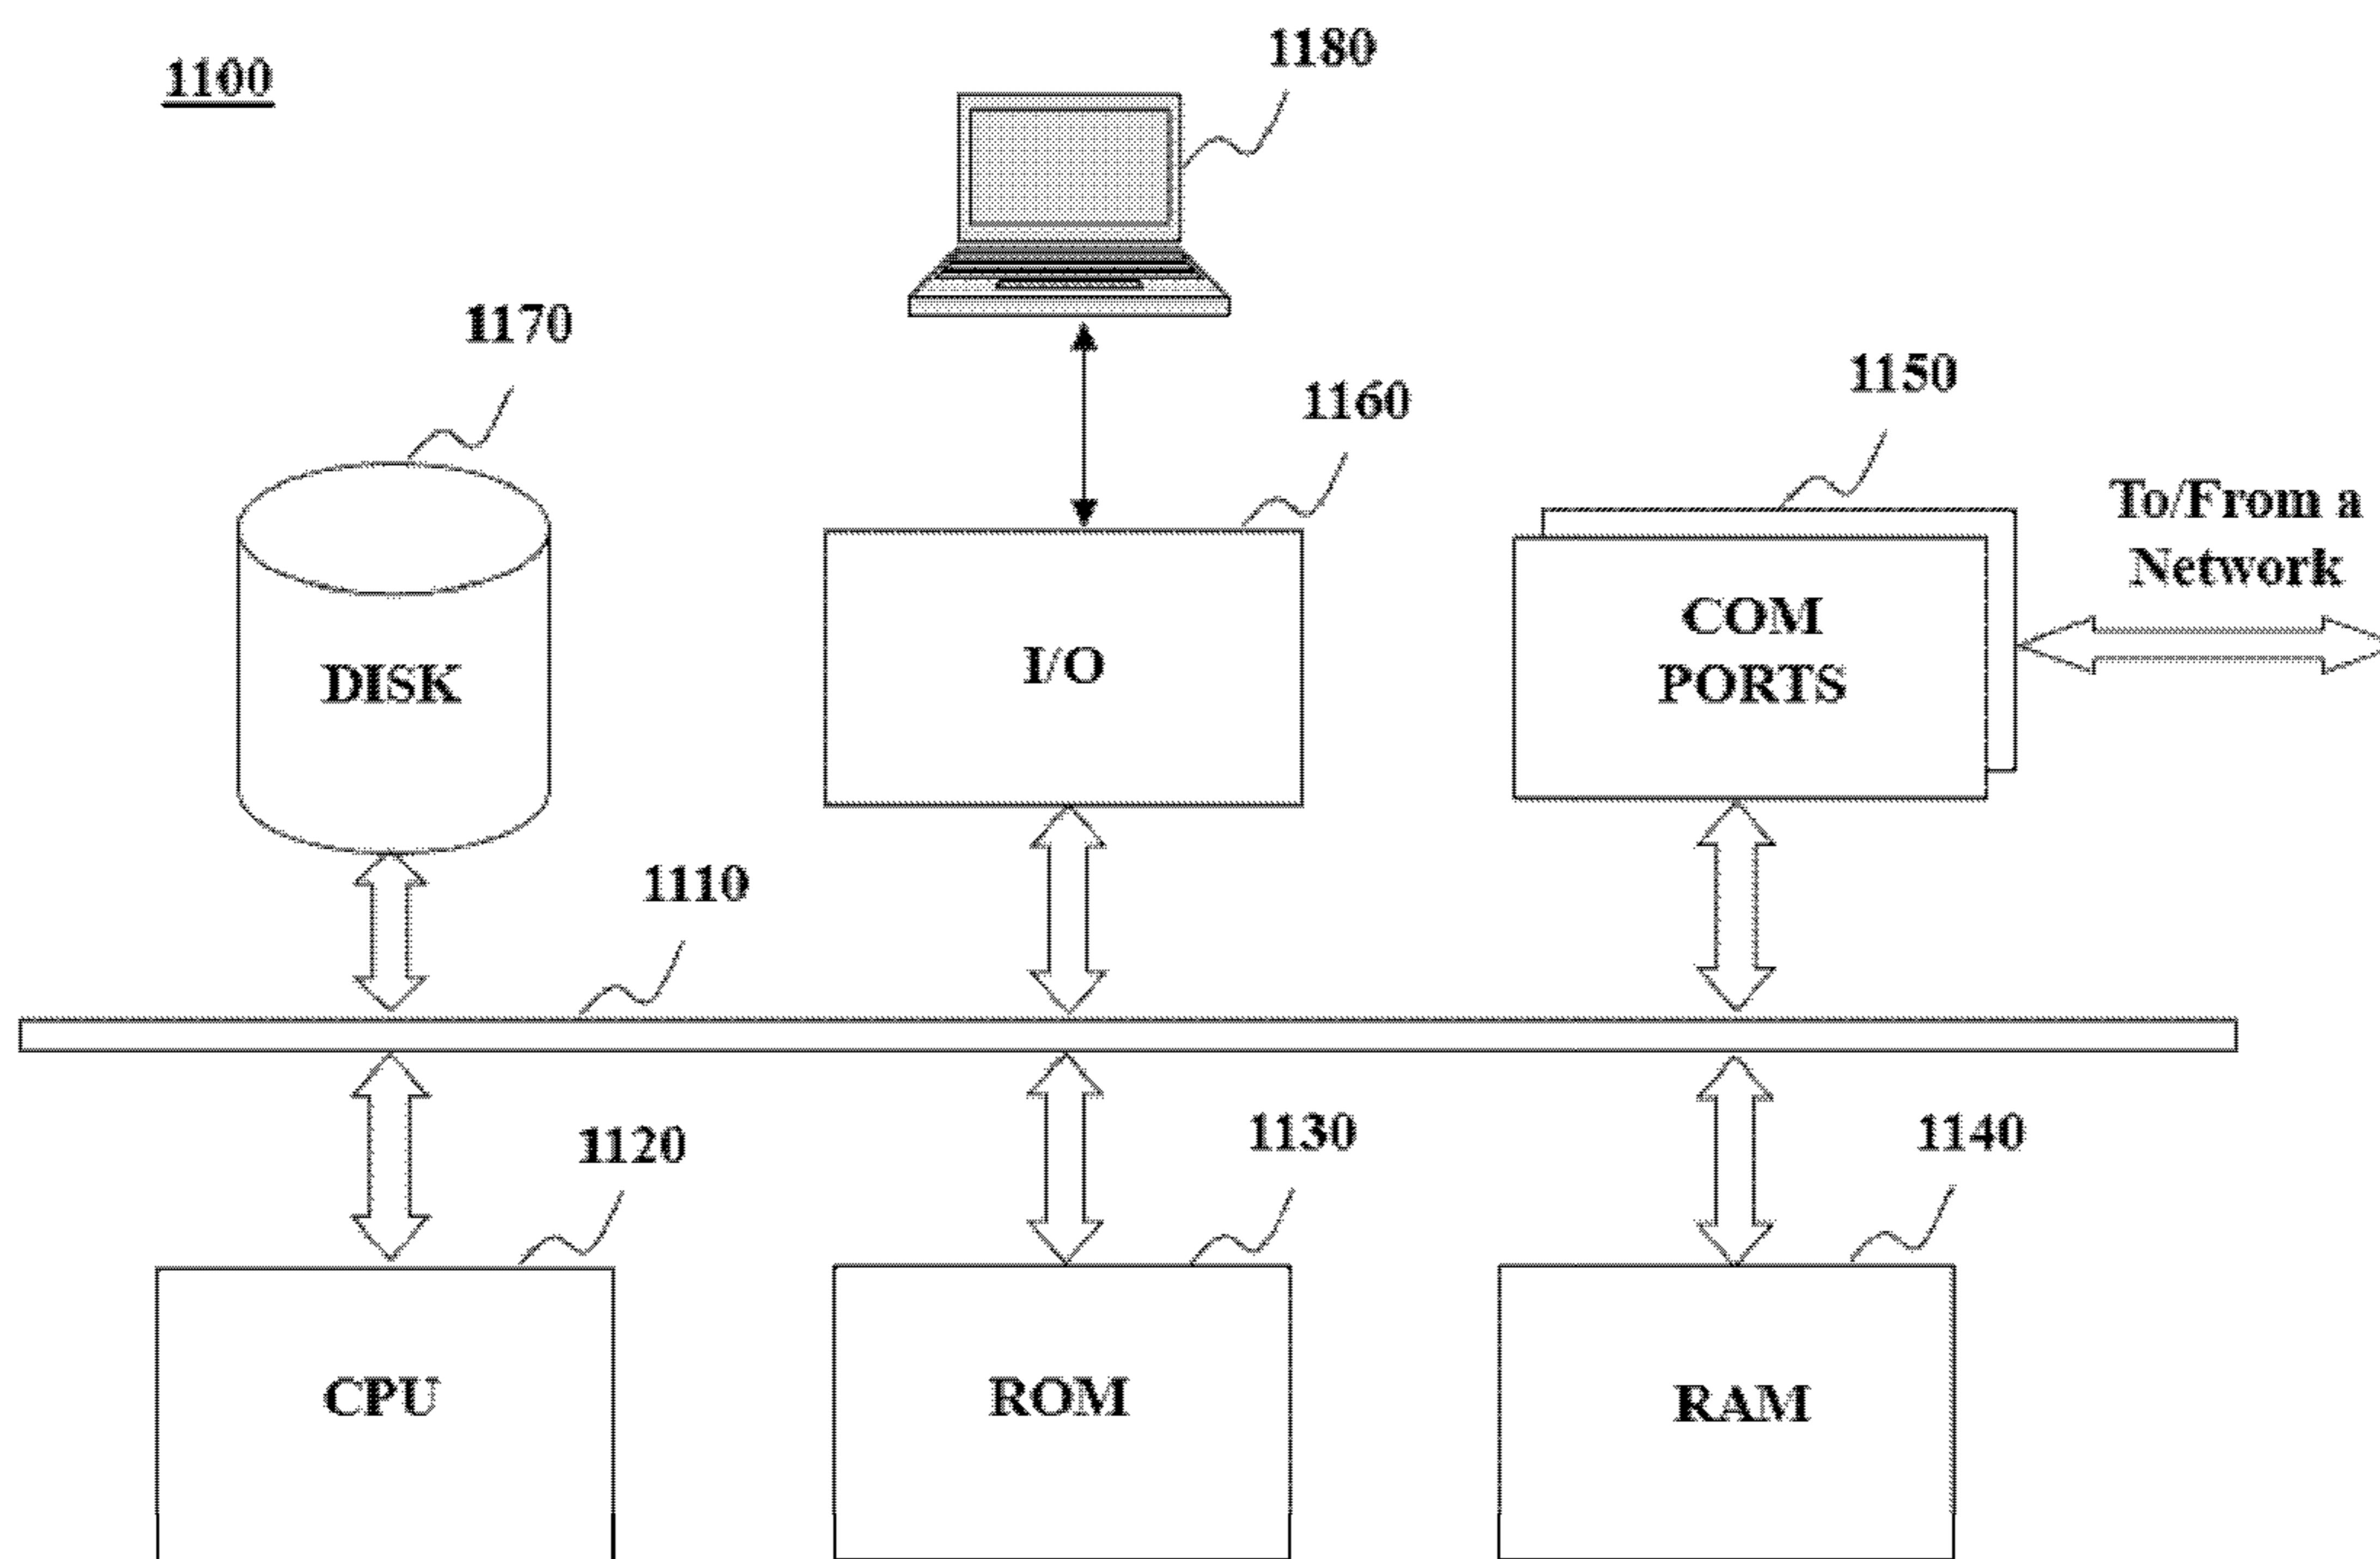 1100
1180
1170
1160
1150
To/From a
Network
DISK
I/O
COM
PORTS
1110
1120
1130
1140
CPU
ROM
RAM